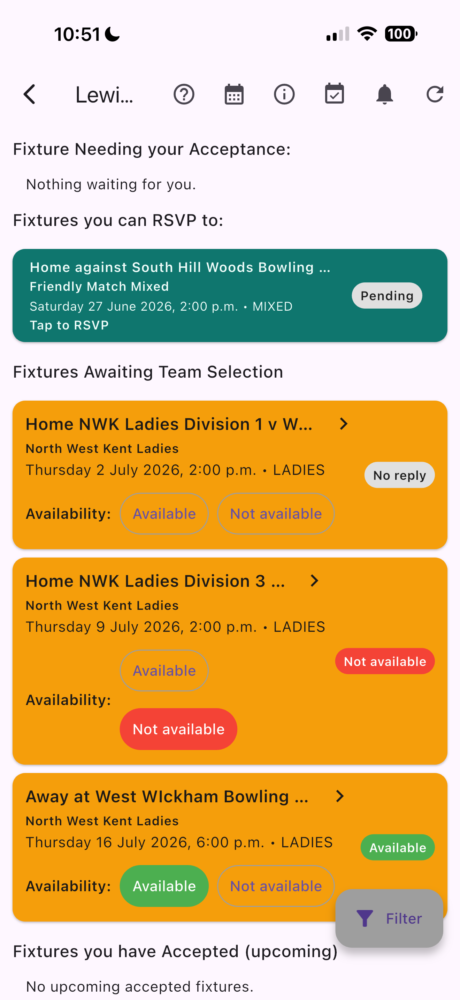 10:51
100
Lewi...
Fixture Needing your Acceptance:
Nothing waiting for you.
Fixtures you can RSVP to:
Home against South Hill Woods Bowling ...
Friendly Match Mixed
Saturday 27 June 2026, 2:00 p.m. • MIXED
Tap to RSVP
Pending
Fixtures Awaiting Team Selection
Home NWK Ladies Division 1 v W...
North West Kent Ladies
Thursday 2 July 2026, 2:00 p.m. • LADIES
No reply
Availability: Available Not available
Home NWK Ladies Division 3 ...
North West Kent Ladies
Thursday 9 July 2026, 2:00 p.m. • LADIES
Not available
Available
Availability:
Not available
Away at West WIckham Bowling ...
North West Kent Ladies
Thursday 16 July 2026, 6:00 p.m. • LADIES
Available
Availability: Available Not available
Filter
Fixtures you have Accepted (upcoming)
No upcoming accepted fixtures.